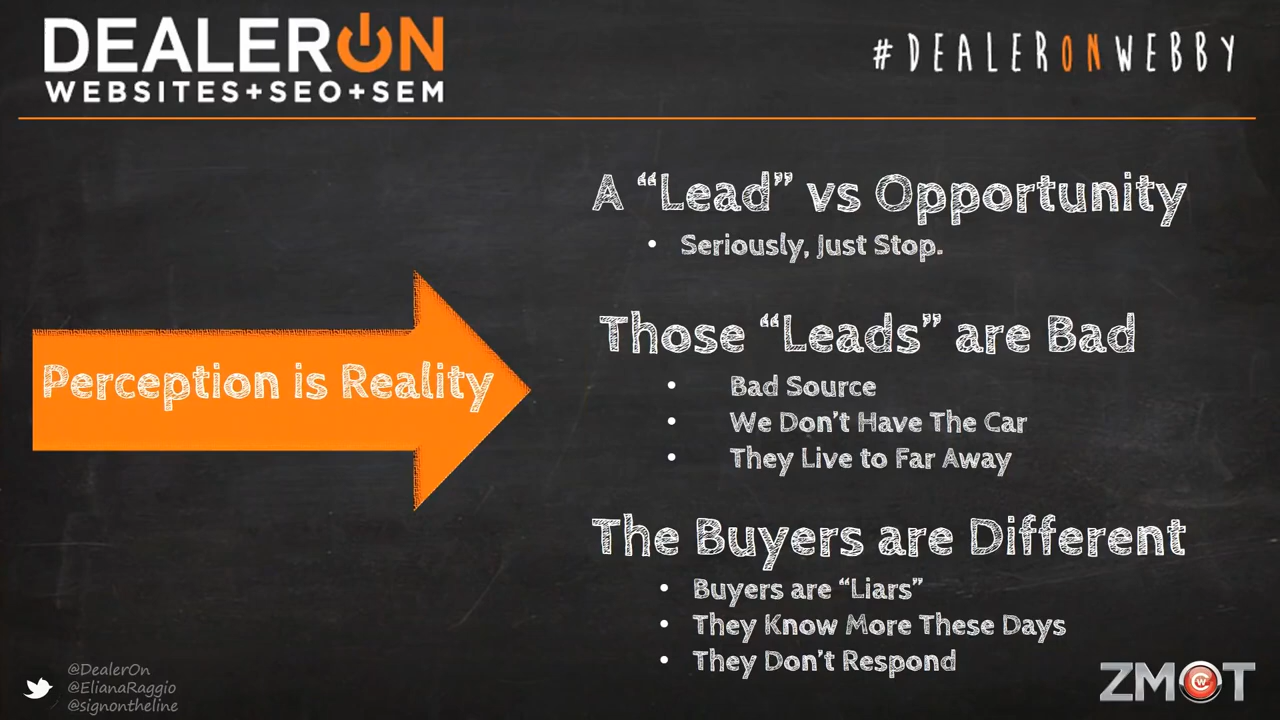 DEALERON
WEBSITES+SEO+SEM
#DEALERONWEBBY
A “Lead” vs Opportunity
• Seriously, Just Stop.
Perception is Reality
Those “Leads” are Bad
• Bad Source
• We Don’t Have The Car
• They Live to Far Away
The Buyers are Different
• Buyers are “Liars”
• They Know More These Days
• They Don’t Respond
@DealerOn
@ElianaRaggio
@signontheline
ZMOT